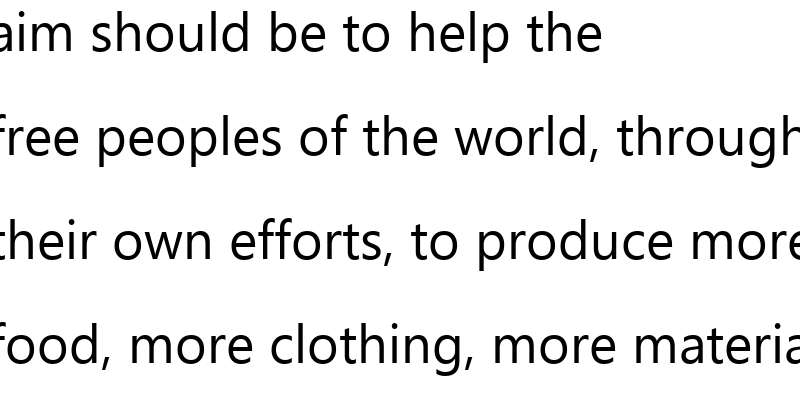 aim should be to help the
free peoples of the world, through
their own efforts, to produce more
food, more clothing, more materia